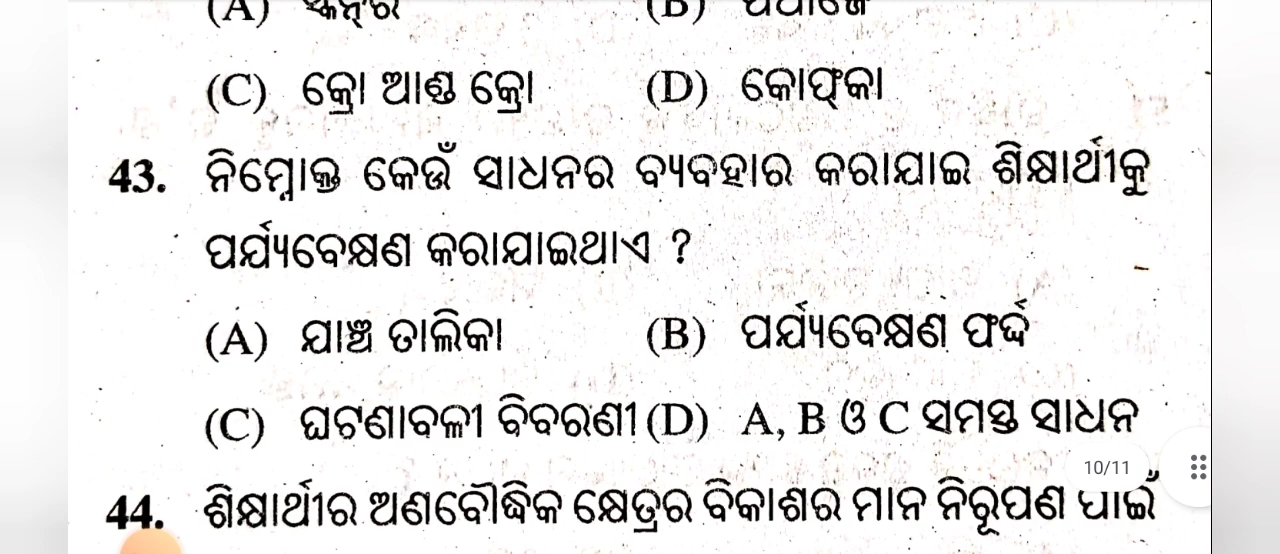 (A) ସ୍କିନ୍‌ର (B)
(C) କ୍ରୋ ଆଣ୍ଡ କ୍ରୋ (D) କୋଫ୍‌କା
43. ନିମ୍ନୋକ୍ତ କେଉଁ ସାଧନର ବ୍ୟବହାର କରାଯାଇ ଶିକ୍ଷାର୍ଥୀକୁ
ପର୍ଯ୍ୟବେକ୍ଷଣ କରାଯାଇଥାଏ ?
(A) ଯାଞ୍ଚ ତାଲିକା (B) ପର୍ଯ୍ୟବେକ୍ଷଣ ଫର୍ଦ୍ଦ
(C) ଘଟଣାବଳୀ ବିବରଣୀ (D) A, B ଓ C ସମସ୍ତ ସାଧନ
10/11
44. ଶିକ୍ଷାର୍ଥୀର ଅଣବୌଦ୍ଧିକ କ୍ଷେତ୍ରର ବିକାଶର ମାନ ନିରୂପଣ ପାଇଁ